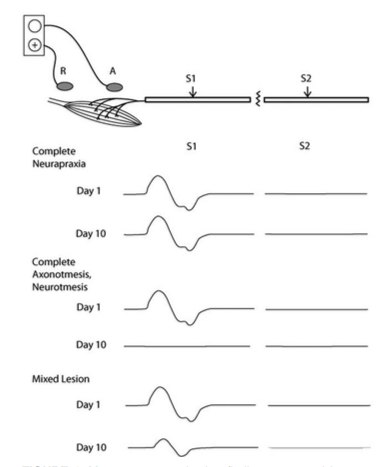 R A S1 S2
Complete
Neurapraxia
S1 S2
Day 1
Day 10
Complete
Axonotmesis,
Neurotmesis
Day 1
Day 10
Mixed Lesion
Day 1
Day 10